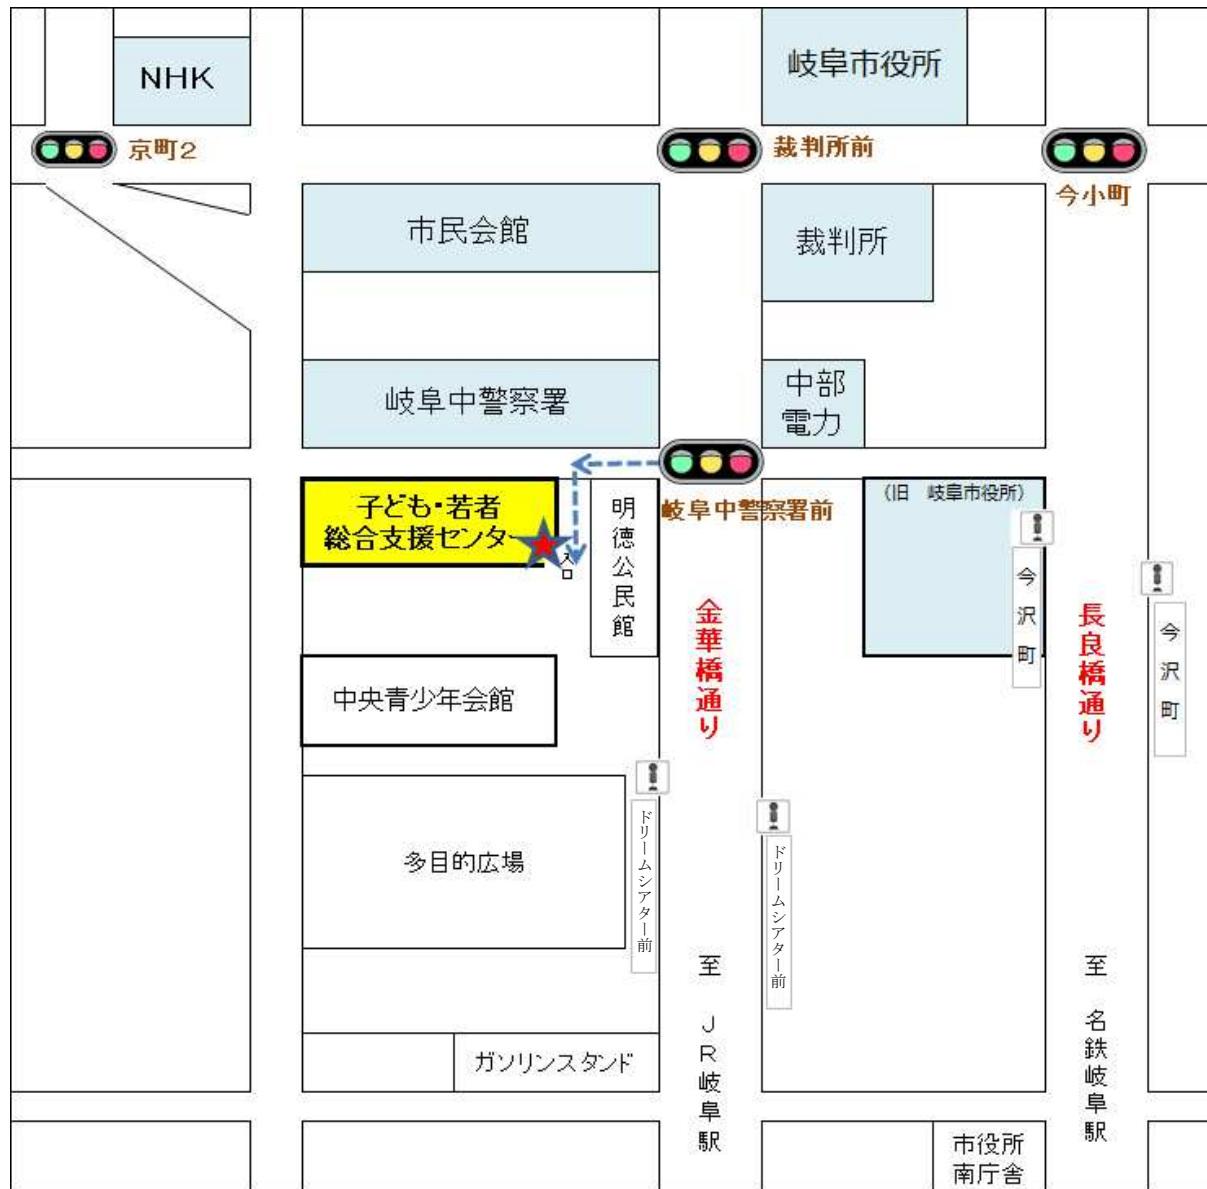 NHK
岐阜市役所
京町2
裁判所前
今小町
市民会館
裁判所
岐阜中警察署
中部
電力
子ども・若者
総合支援センター
入口
明徳公民館
岐阜中警察署前
(旧 岐阜市役所)
今沢町
今沢町
金華橋通り
長良橋通り
中央青少年会館
多目的広場
ドリームシアター前
ドリームシアター前
至 JR岐阜駅
至 名鉄岐阜駅
ガソリンスタンド
市役所
南庁舎